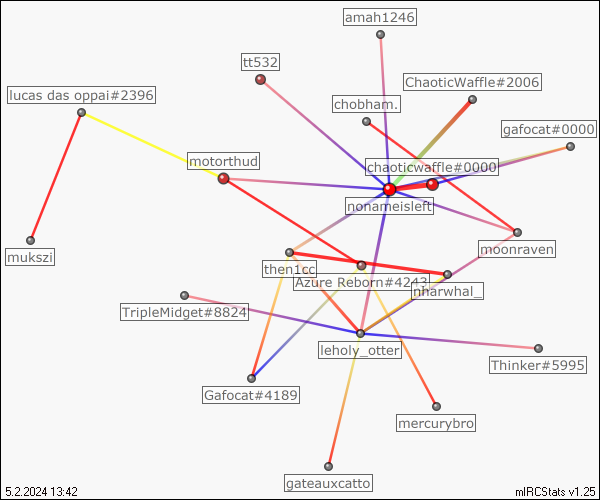 amah1246
tt532
ChaoticWaffle#2006
lucas das oppai#2396
chobham.
gafocat#0000
motorthud
chaoticwaffle#0000
nonameisleft
moonraven
mukszi
then1cc
Azure Reborn#4243
nharwhal_
TripleMidget#8824
leholy_otter
Thinker#5995
Gafocat#4189
mercurybro
gateauxcatto
5.2.2024 13:42
mIRCStats v1.25